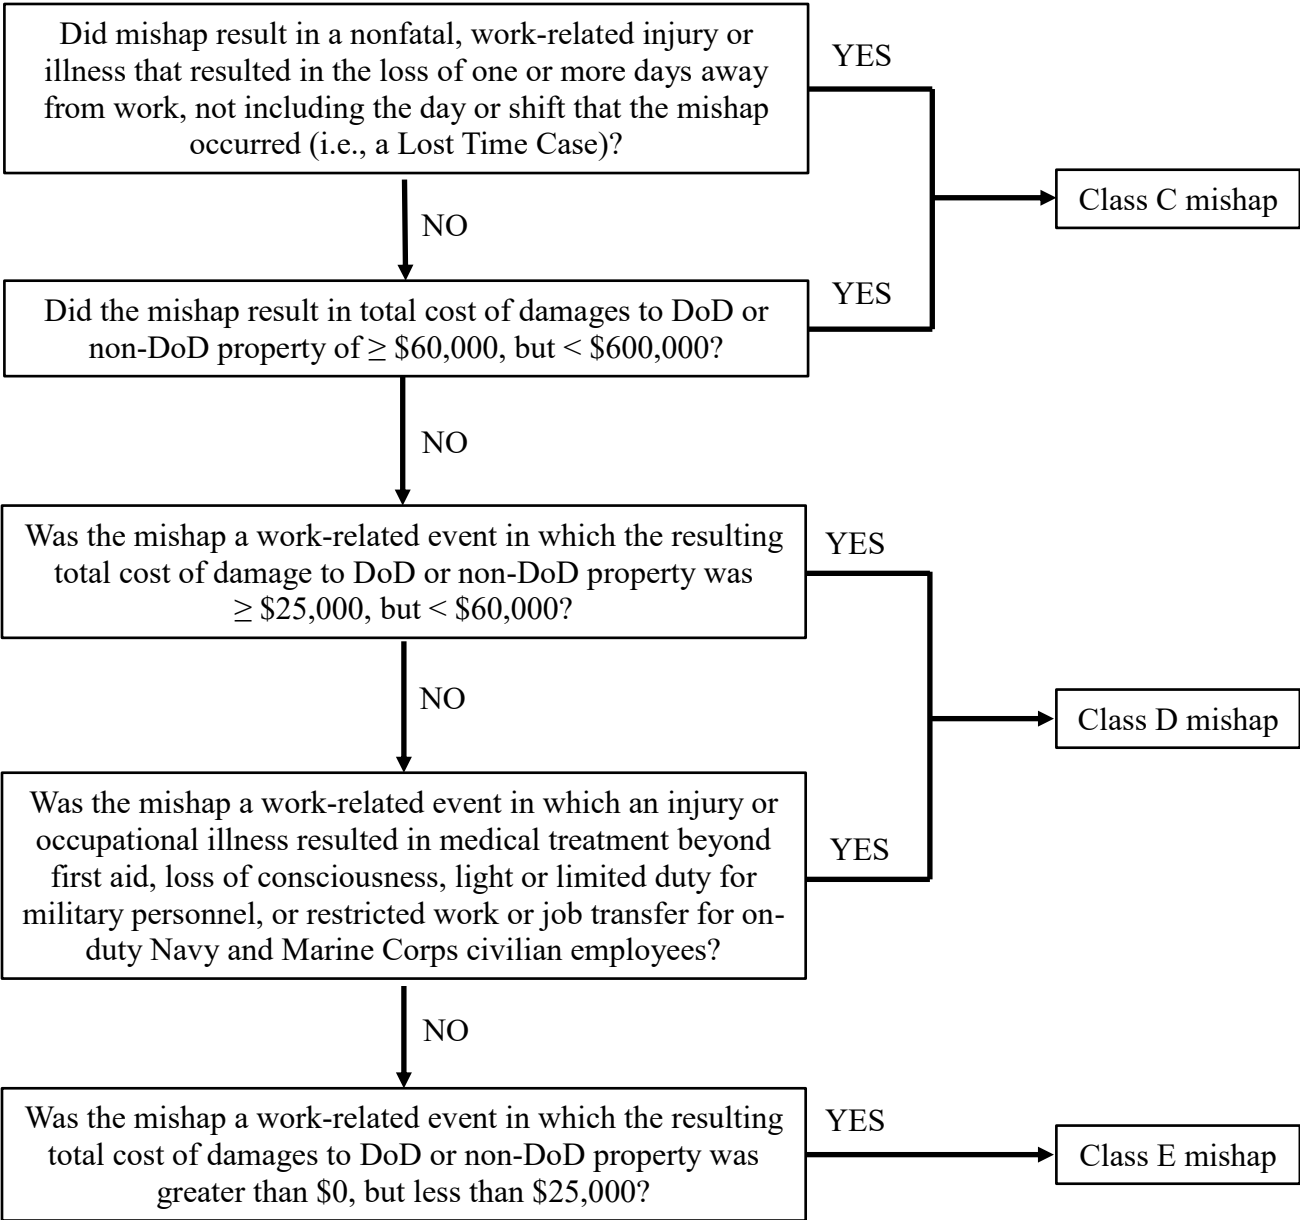 Did mishap result in a nonfatal, work-related injury or
illness that resulted in the loss of one or more days away
from work, not including the day or shift that the mishap
occurred (i.e., a Lost Time Case)?
YES
Class C mishap
NO
Did the mishap result in total cost of damages to DoD or
non-DoD property of ≥ $60,000, but < $600,000?
YES
NO
Was the mishap a work-related event in which the resulting
total cost of damage to DoD or non-DoD property was
≥ $25,000, but < $60,000?
YES
NO
Class D mishap
Was the mishap a work-related event in which an injury or
occupational illness resulted in medical treatment beyond
first aid, loss of consciousness, light or limited duty for
military personnel, or restricted work or job transfer for on-
duty Navy and Marine Corps civilian employees?
YES
NO
Was the mishap a work-related event in which the resulting
total cost of damages to DoD or non-DoD property was
greater than $0, but less than $25,000?
YES
Class E mishap